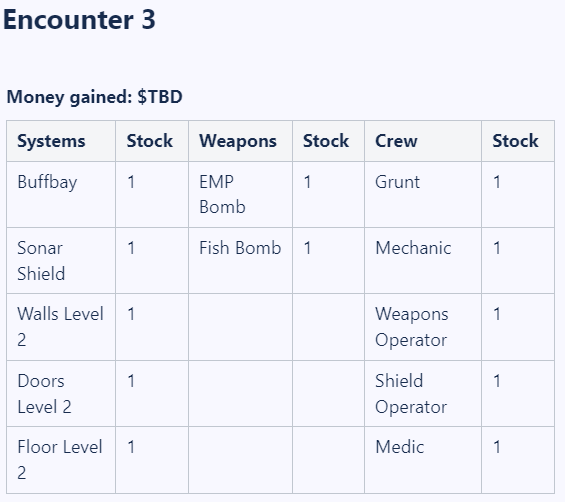 Encounter 3
Money gained: $TBD
Systems Stock Weapons Stock Crew Stock
Buffbay 1 EMP Bomb 1 Grunt 1
Sonar Shield 1 Fish Bomb 1 Mechanic 1
Walls Level 2 1 Weapons Operator 1
Doors Level 2 1 Shield Operator 1
Floor Level 2 1 Medic 1